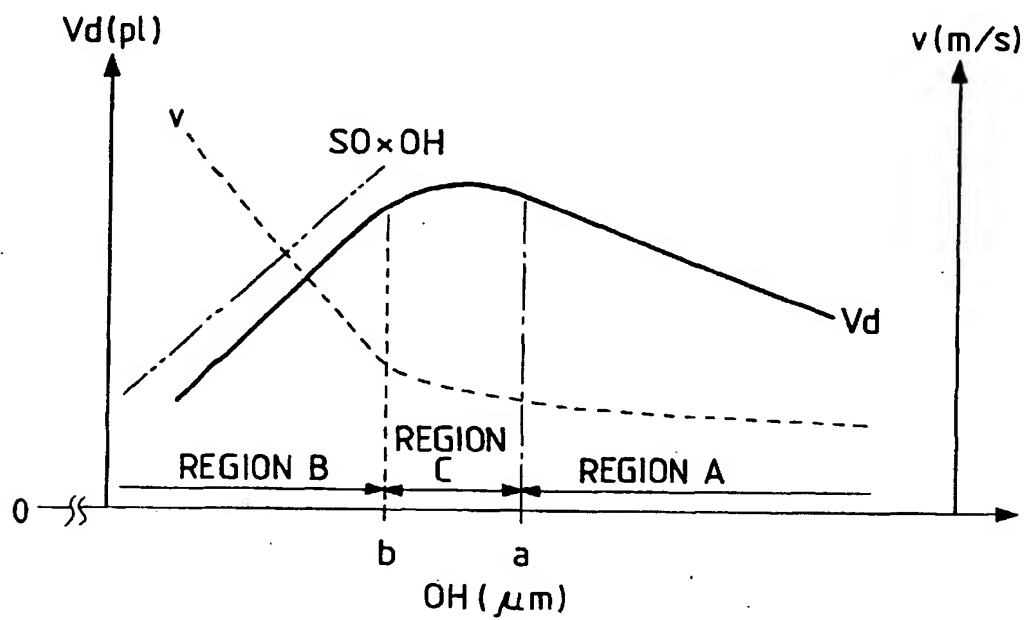 Vd(pl)
v(m/s)
v
SO×OH
Vd
REGION B
REGION
C
REGION A
0
b
a
OH(μm)